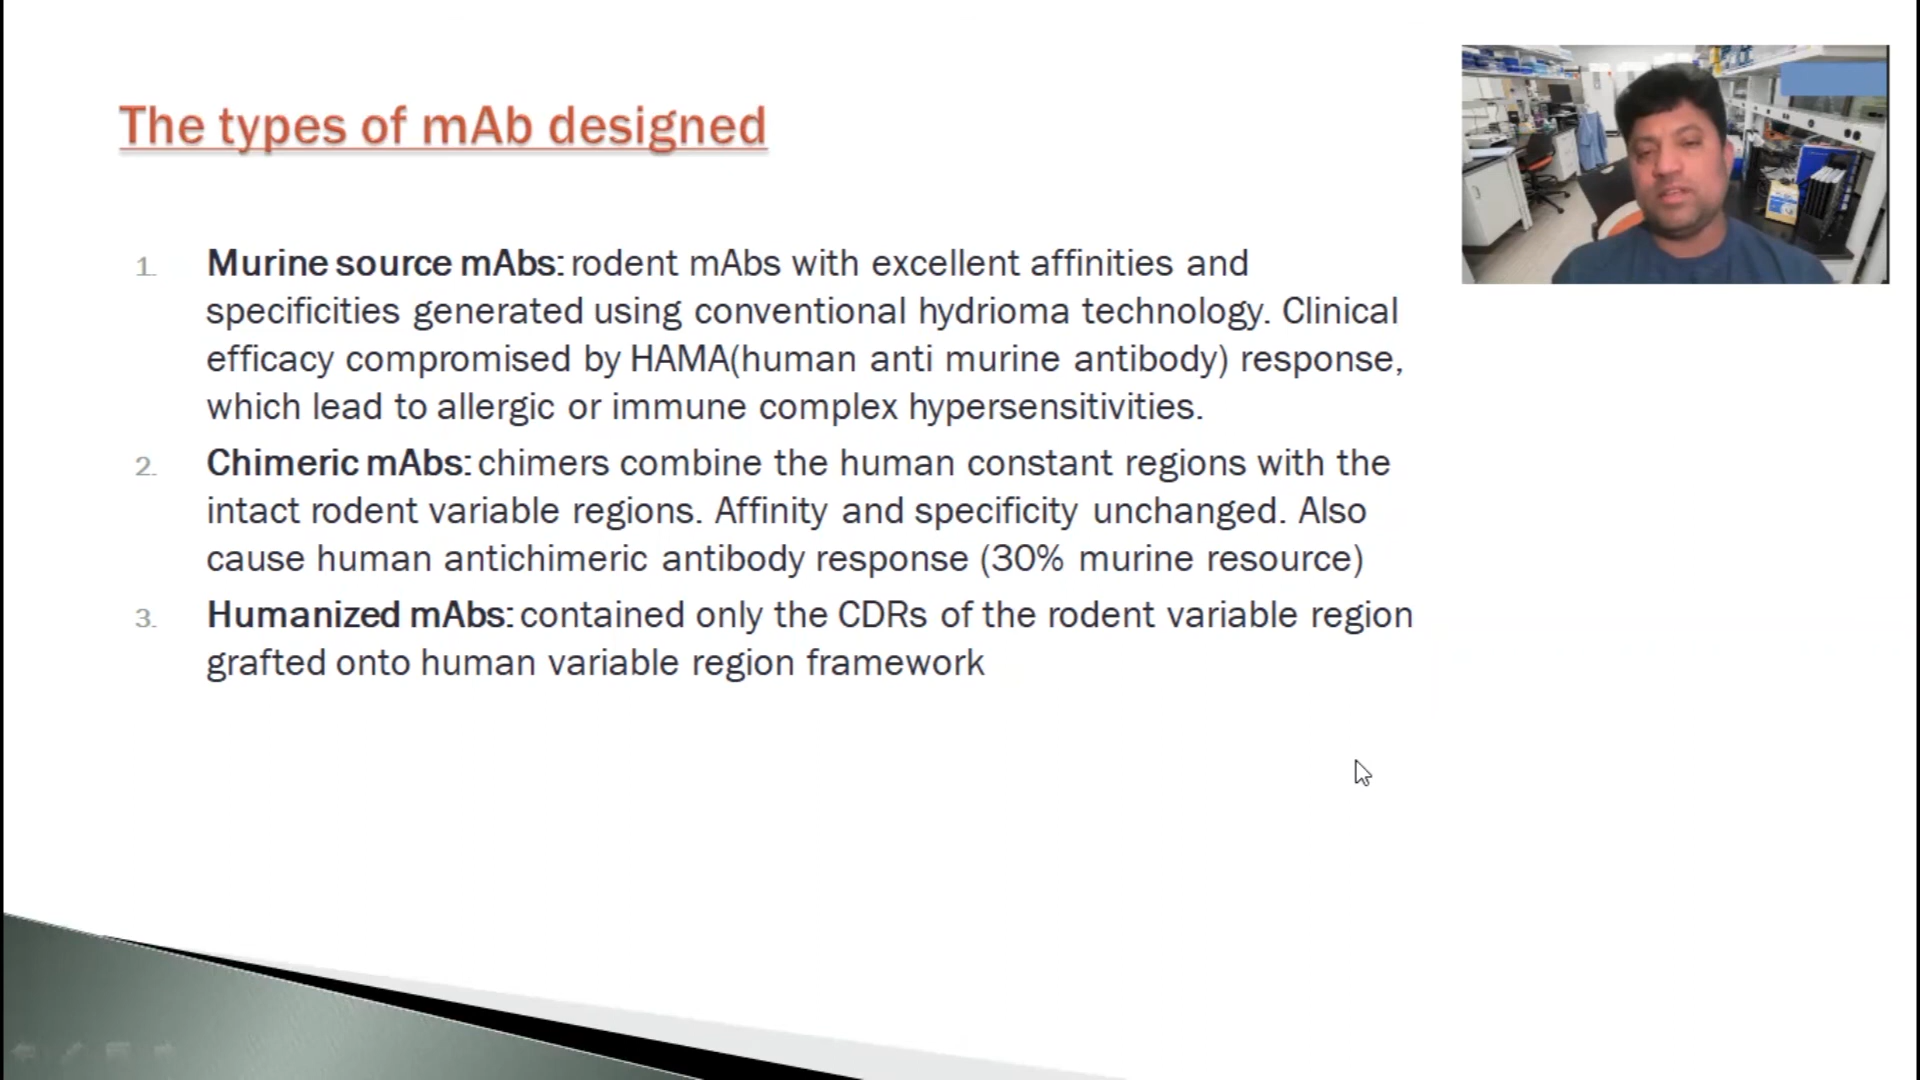 The types of mAb designed
1. Murine source mAbs: rodent mAbs with excellent affinities and
specificities generated using conventional hydrioma technology. Clinical
efficacy compromised by HAMA(human anti murine antibody) response,
which lead to allergic or immune complex hypersensitivities.
2. Chimeric mAbs: chimers combine the human constant regions with the
intact rodent variable regions. Affinity and specificity unchanged. Also
cause human antichimeric antibody response (30% murine resource)
3. Humanized mAbs: contained only the CDRs of the rodent variable region
grafted onto human variable region framework